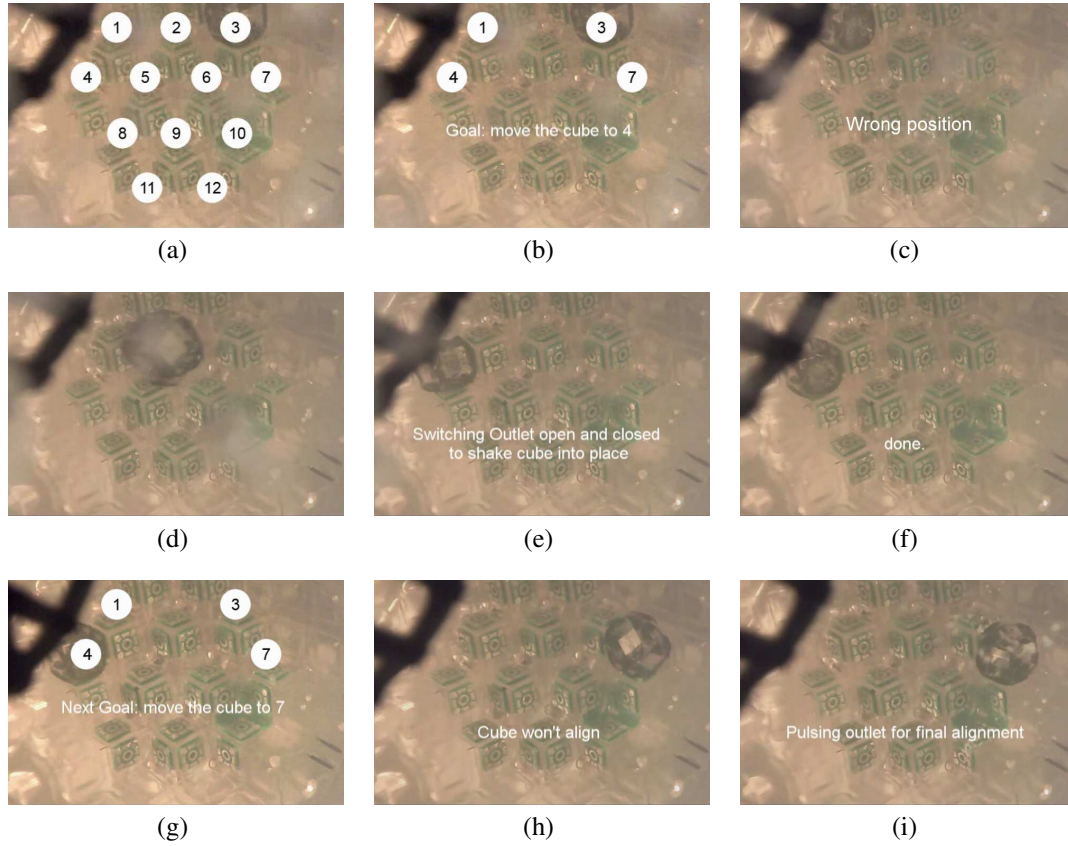 1 2 3
4 5 6 7
8 9 10
11 12
(a)
1 3
4 7
Goal: move the cube to 4
(b)
Wrong position
(c)
(d)
Switching Outlet open and closed
to shake cube into place
(e)
done.
(f)
1 3
4 7
Next Goal: move the cube to 7
(g)
Cube won't align
(h)
Pulsing outlet for final alignment
(i)